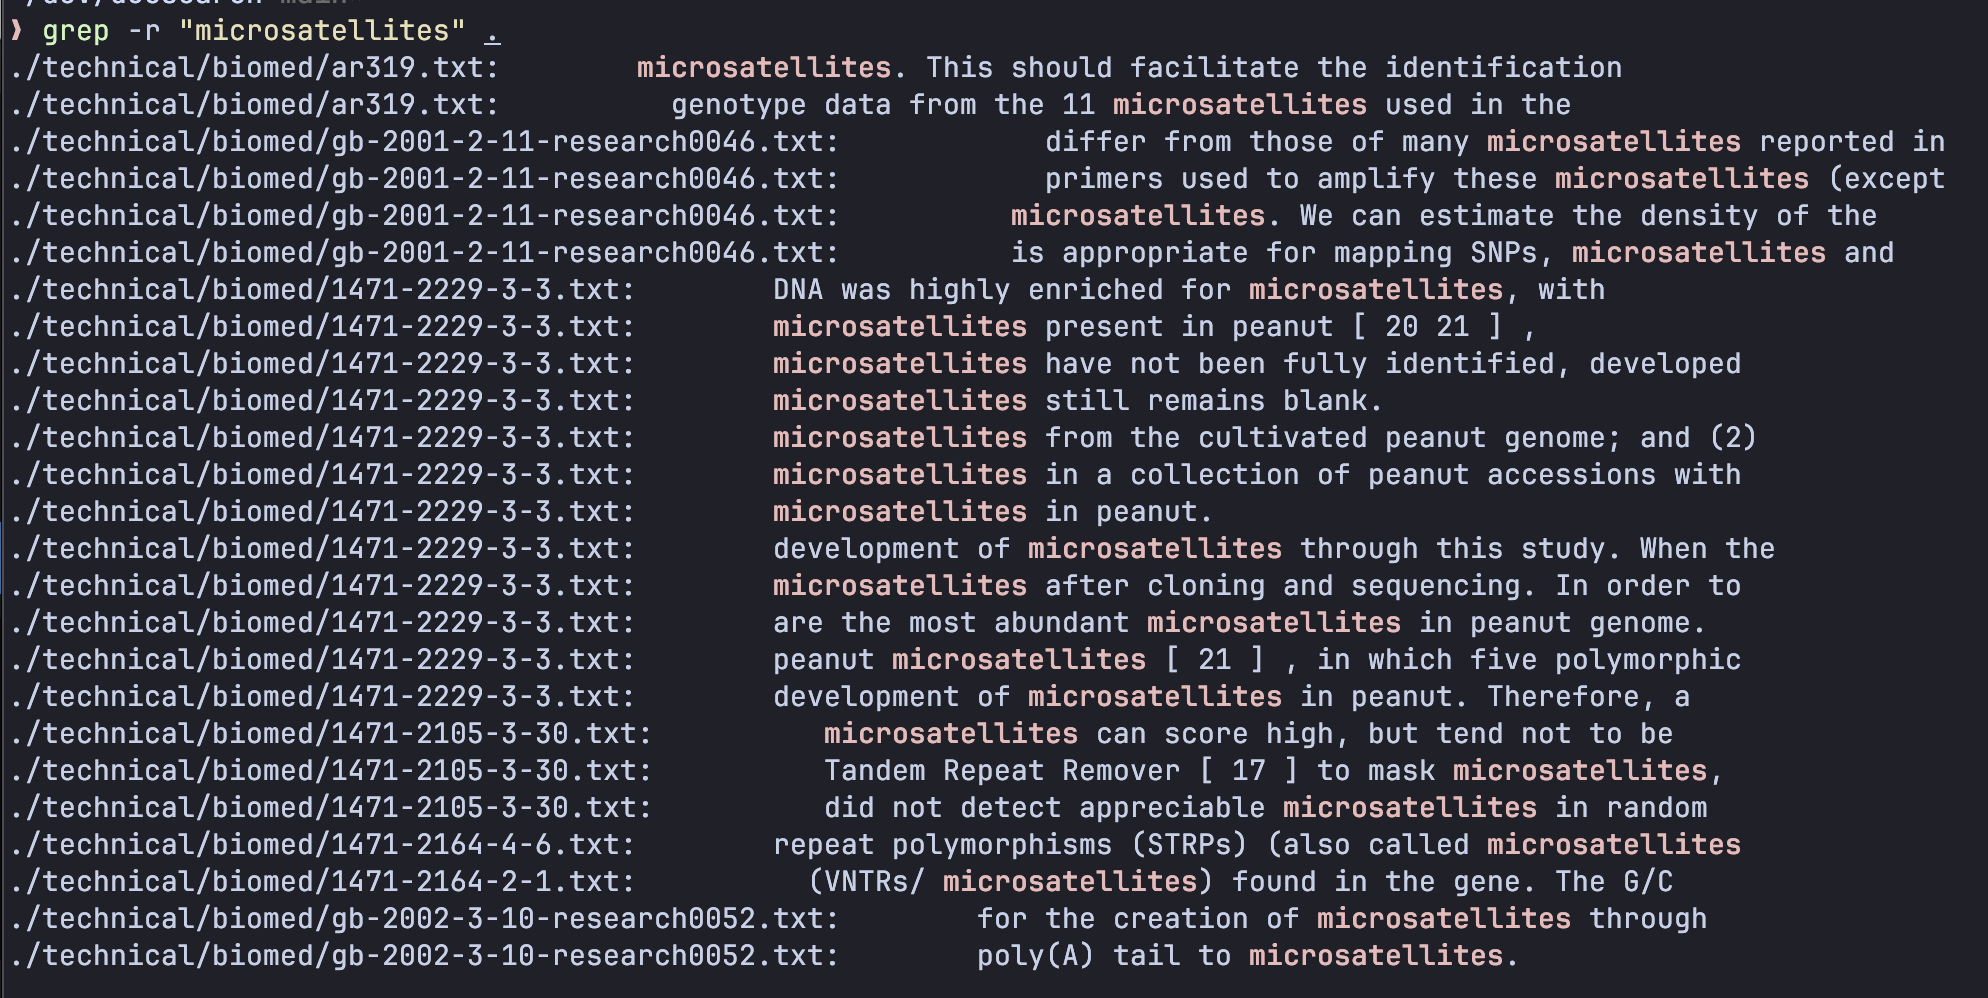 ❯ grep -r "microsatellites" .
./technical/biomed/ar319.txt:        microsatellites. This should facilitate the identification
./technical/biomed/ar319.txt:          genotype data from the 11 microsatellites used in the
./technical/biomed/gb-2001-2-11-research0046.txt:            differ from those of many microsatellites reported in
./technical/biomed/gb-2001-2-11-research0046.txt:            primers used to amplify these microsatellites (except
./technical/biomed/gb-2001-2-11-research0046.txt:          microsatellites. We can estimate the density of the
./technical/biomed/gb-2001-2-11-research0046.txt:          is appropriate for mapping SNPs, microsatellites and
./technical/biomed/1471-2229-3-3.txt:        DNA was highly enriched for microsatellites, with
./technical/biomed/1471-2229-3-3.txt:        microsatellites present in peanut [ 20 21 ] ,
./technical/biomed/1471-2229-3-3.txt:        microsatellites have not been fully identified, developed
./technical/biomed/1471-2229-3-3.txt:        microsatellites still remains blank.
./technical/biomed/1471-2229-3-3.txt:        microsatellites from the cultivated peanut genome; and (2)
./technical/biomed/1471-2229-3-3.txt:        microsatellites in a collection of peanut accessions with
./technical/biomed/1471-2229-3-3.txt:        microsatellites in peanut.
./technical/biomed/1471-2229-3-3.txt:        development of microsatellites through this study. When the
./technical/biomed/1471-2229-3-3.txt:        microsatellites after cloning and sequencing. In order to
./technical/biomed/1471-2229-3-3.txt:        are the most abundant microsatellites in peanut genome.
./technical/biomed/1471-2229-3-3.txt:        peanut microsatellites [ 21 ] , in which five polymorphic
./technical/biomed/1471-2229-3-3.txt:        development of microsatellites in peanut. Therefore, a
./technical/biomed/1471-2105-3-30.txt:          microsatellites can score high, but tend not to be
./technical/biomed/1471-2105-3-30.txt:          Tandem Repeat Remover [ 17 ] to mask microsatellites,
./technical/biomed/1471-2105-3-30.txt:          did not detect appreciable microsatellites in random
./technical/biomed/1471-2164-4-6.txt:        repeat polymorphisms (STRPs) (also called microsatellites
./technical/biomed/1471-2164-2-1.txt:          (VNTRs/ microsatellites) found in the gene. The G/C
./technical/biomed/gb-2002-3-10-research0052.txt:        for the creation of microsatellites through
./technical/biomed/gb-2002-3-10-research0052.txt:        poly(A) tail to microsatellites.